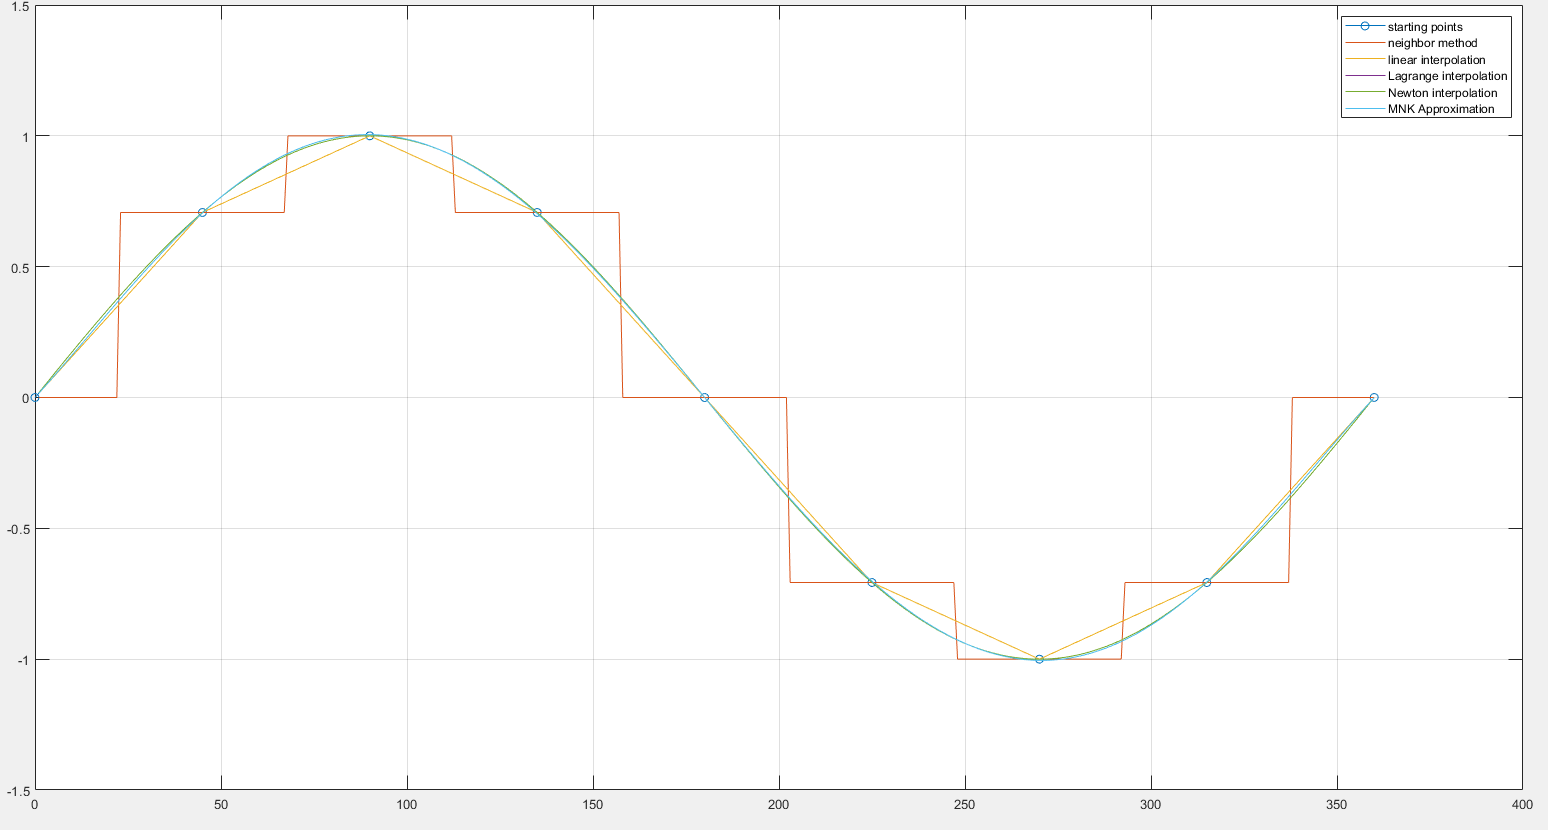 1.5
1
0.5
0
-0.5
-1
-1.5
0
50
100
150
200
250
300
350
400
starting points
neighbor method
linear interpolation
Lagrange interpolation
Newton interpolation
MNK Approximation